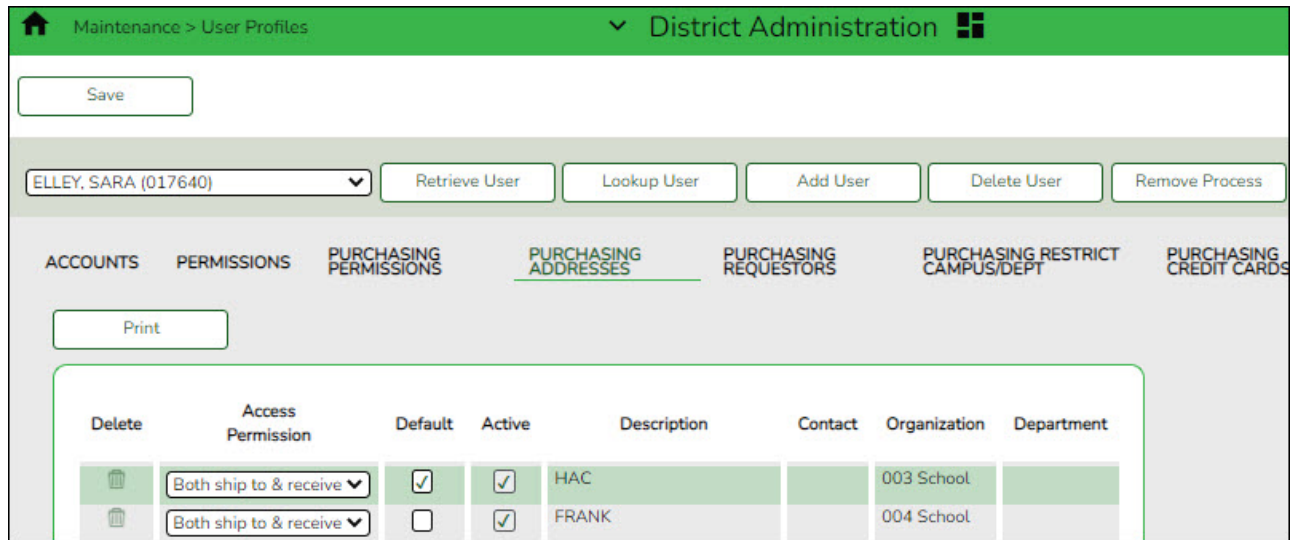 Maintenance > User Profiles
District Administration
Save
ELLEY, SARA (017640)
Retrieve User
Lookup User
Add User
Delete User
Remove Process
ACCOUNTS
PERMISSIONS
PURCHASING
PERMISSIONS
PURCHASING
ADDRESSES
PURCHASING
REQUESTORS
PURCHASING RESTRICT
CAMPUS/DEPT
PURCHASING
CREDIT CARDS
Print
Delete
Access
Permission
Default
Active
Description
Contact
Organization
Department
Both ship to & receive
HAC
003 School
Both ship to & receive
FRANK
004 School